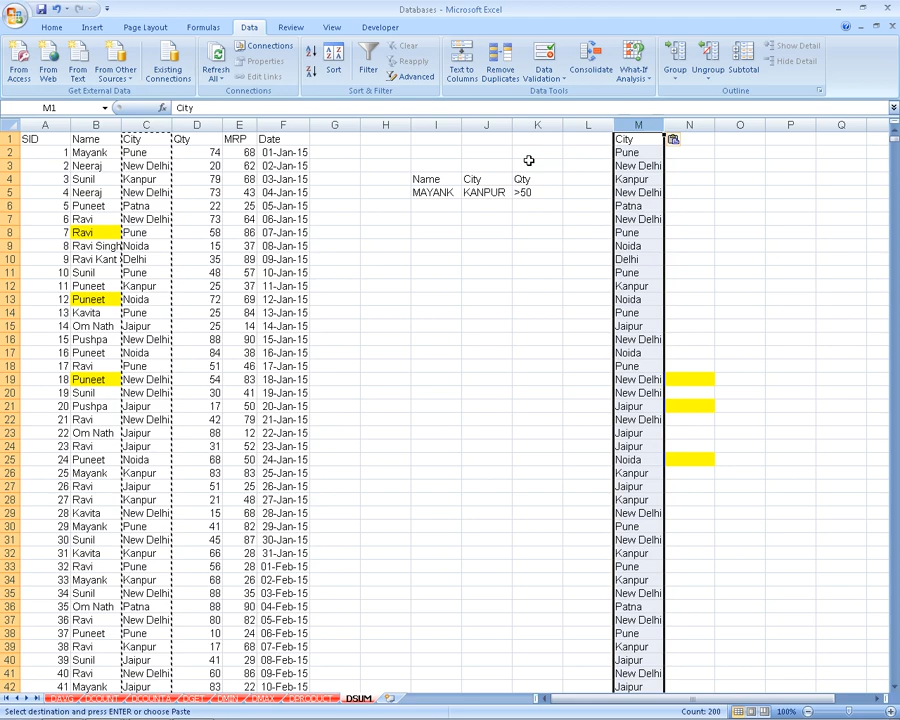 Databases - Microsoft Excel
Home Insert Page Layout Formulas Data Review View Developer
From Access From Web From Text From Other Sources Existing Connections Refresh All Connections Properties Edit Links Sort Filter Clear Reapply Advanced Text to Columns Remove Duplicates Data Validation Consolidate What-If Analysis Group Ungroup Subtotal Show Detail Hide Detail
Get External Data Connections Sort & Filter Data Tools Outline
M1 fx City
A B C D E F G H I J K L M N O P Q
1 SID Name City Qty MRP Date City
2 1 Mayank Pune 74 68 01-Jan-15 Pune
3 2 Neeraj New Delhi 20 62 02-Jan-15 New Delhi
4 3 Sunil Kanpur 79 68 03-Jan-15 Name City Qty Kanpur
5 4 Neeraj New Delhi 73 43 04-Jan-15 MAYANK KANPUR >50 New Delhi
6 5 Puneet Patna 22 25 05-Jan-15 Patna
7 6 Ravi New Delhi 73 64 06-Jan-15 New Delhi
8 7 Ravi Pune 58 86 07-Jan-15 Pune
9 8 Ravi Singh Noida 15 37 08-Jan-15 Noida
10 9 Ravi Kant Delhi 35 89 09-Jan-15 Delhi
11 10 Sunil Pune 48 57 10-Jan-15 Pune
12 11 Puneet Kanpur 25 37 11-Jan-15 Kanpur
13 12 Puneet Noida 72 69 12-Jan-15 Noida
14 13 Kavita Pune 25 84 13-Jan-15 Pune
15 14 Om Nath Jaipur 25 14 14-Jan-15 Jaipur
16 15 Pushpa New Delhi 88 90 15-Jan-15 New Delhi
17 16 Puneet Noida 84 38 16-Jan-15 Noida
18 17 Ravi Pune 51 46 17-Jan-15 Pune
19 18 Puneet New Delhi 54 83 18-Jan-15 New Delhi
20 19 Sunil New Delhi 30 41 19-Jan-15 New Delhi
21 20 Pushpa Jaipur 17 50 20-Jan-15 Jaipur
22 21 Ravi New Delhi 42 79 21-Jan-15 New Delhi
23 22 Om Nath Jaipur 88 12 22-Jan-15 Jaipur
24 23 Ravi Jaipur 31 52 23-Jan-15 Jaipur
25 24 Puneet Noida 68 50 24-Jan-15 Noida
26 25 Mayank Kanpur 83 83 25-Jan-15 Kanpur
27 26 Ravi Jaipur 51 25 26-Jan-15 Jaipur
28 27 Ravi Kanpur 21 48 27-Jan-15 Kanpur
29 28 Kavita New Delhi 15 68 28-Jan-15 New Delhi
30 29 Mayank Pune 41 82 29-Jan-15 Pune
31 30 Sunil New Delhi 45 87 30-Jan-15 New Delhi
32 31 Kavita Kanpur 66 28 31-Jan-15 Kanpur
33 32 Ravi Pune 56 28 01-Feb-15 Pune
34 33 Mayank Kanpur 68 26 02-Feb-15 Kanpur
35 34 Sunil New Delhi 88 35 03-Feb-15 New Delhi
36 35 Om Nath Patna 88 90 04-Feb-15 Patna
37 36 Ravi New Delhi 80 82 05-Feb-15 New Delhi
38 37 Puneet Pune 10 24 06-Feb-15 Pune
39 38 Ravi Kanpur 17 68 07-Feb-15 Kanpur
40 39 Sunil Jaipur 41 29 08-Feb-15 Jaipur
41 40 Ravi New Delhi 60 86 09-Feb-15 New Delhi
42 41 Mayank Jaipur 83 22 10-Feb-15 Jaipur
DAVG DCOUNT DCOUNTA DGET DMIN DMAX DPRODUCT DSUM
Select destination and press ENTER or choose Paste Count: 200 100%